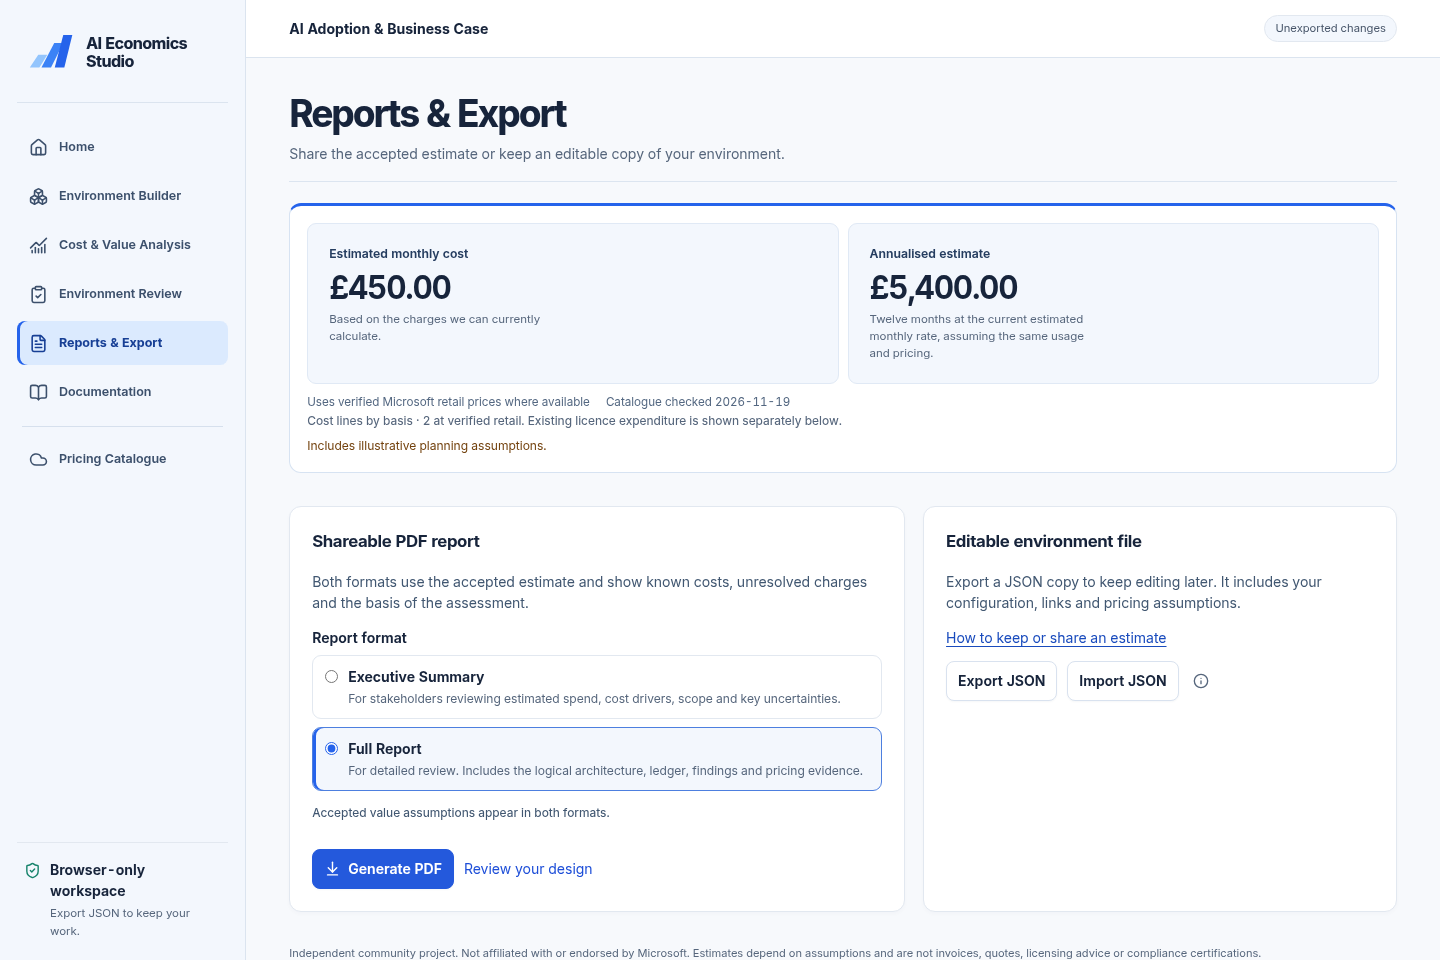 AI Economics
Studio
Home
Environment Builder
Cost & Value Analysis
Environment Review
Reports & Export
Documentation
Pricing Catalogue
Browser-only
workspace
Export JSON to keep your
work.
AI Adoption & Business Case
Unexported changes
Reports & Export
Share the accepted estimate or keep an editable copy of your environment.
Estimated monthly cost
£450.00
Based on the charges we can currently
calculate.
Annualised estimate
£5,400.00
Twelve months at the current estimated
monthly rate, assuming the same usage
and pricing.
Uses verified Microsoft retail prices where available Catalogue checked 2026-11-19
Cost lines by basis · 2 at verified retail. Existing licence expenditure is shown separately below.
Includes illustrative planning assumptions.
Shareable PDF report
Both formats use the accepted estimate and show known costs, unresolved charges
and the basis of the assessment.
Report format
Executive Summary
For stakeholders reviewing estimated spend, cost drivers, scope and key uncertainties.
Full Report
For detailed review. Includes the logical architecture, ledger, findings and pricing evidence.
Accepted value assumptions appear in both formats.
Generate PDF
Review your design
Editable environment file
Export a JSON copy to keep editing later. It includes your
configuration, links and pricing assumptions.
How to keep or share an estimate
Export JSON
Import JSON
Independent community project. Not affiliated with or endorsed by Microsoft. Estimates depend on assumptions and are not invoices, quotes, licensing advice or compliance certifications.